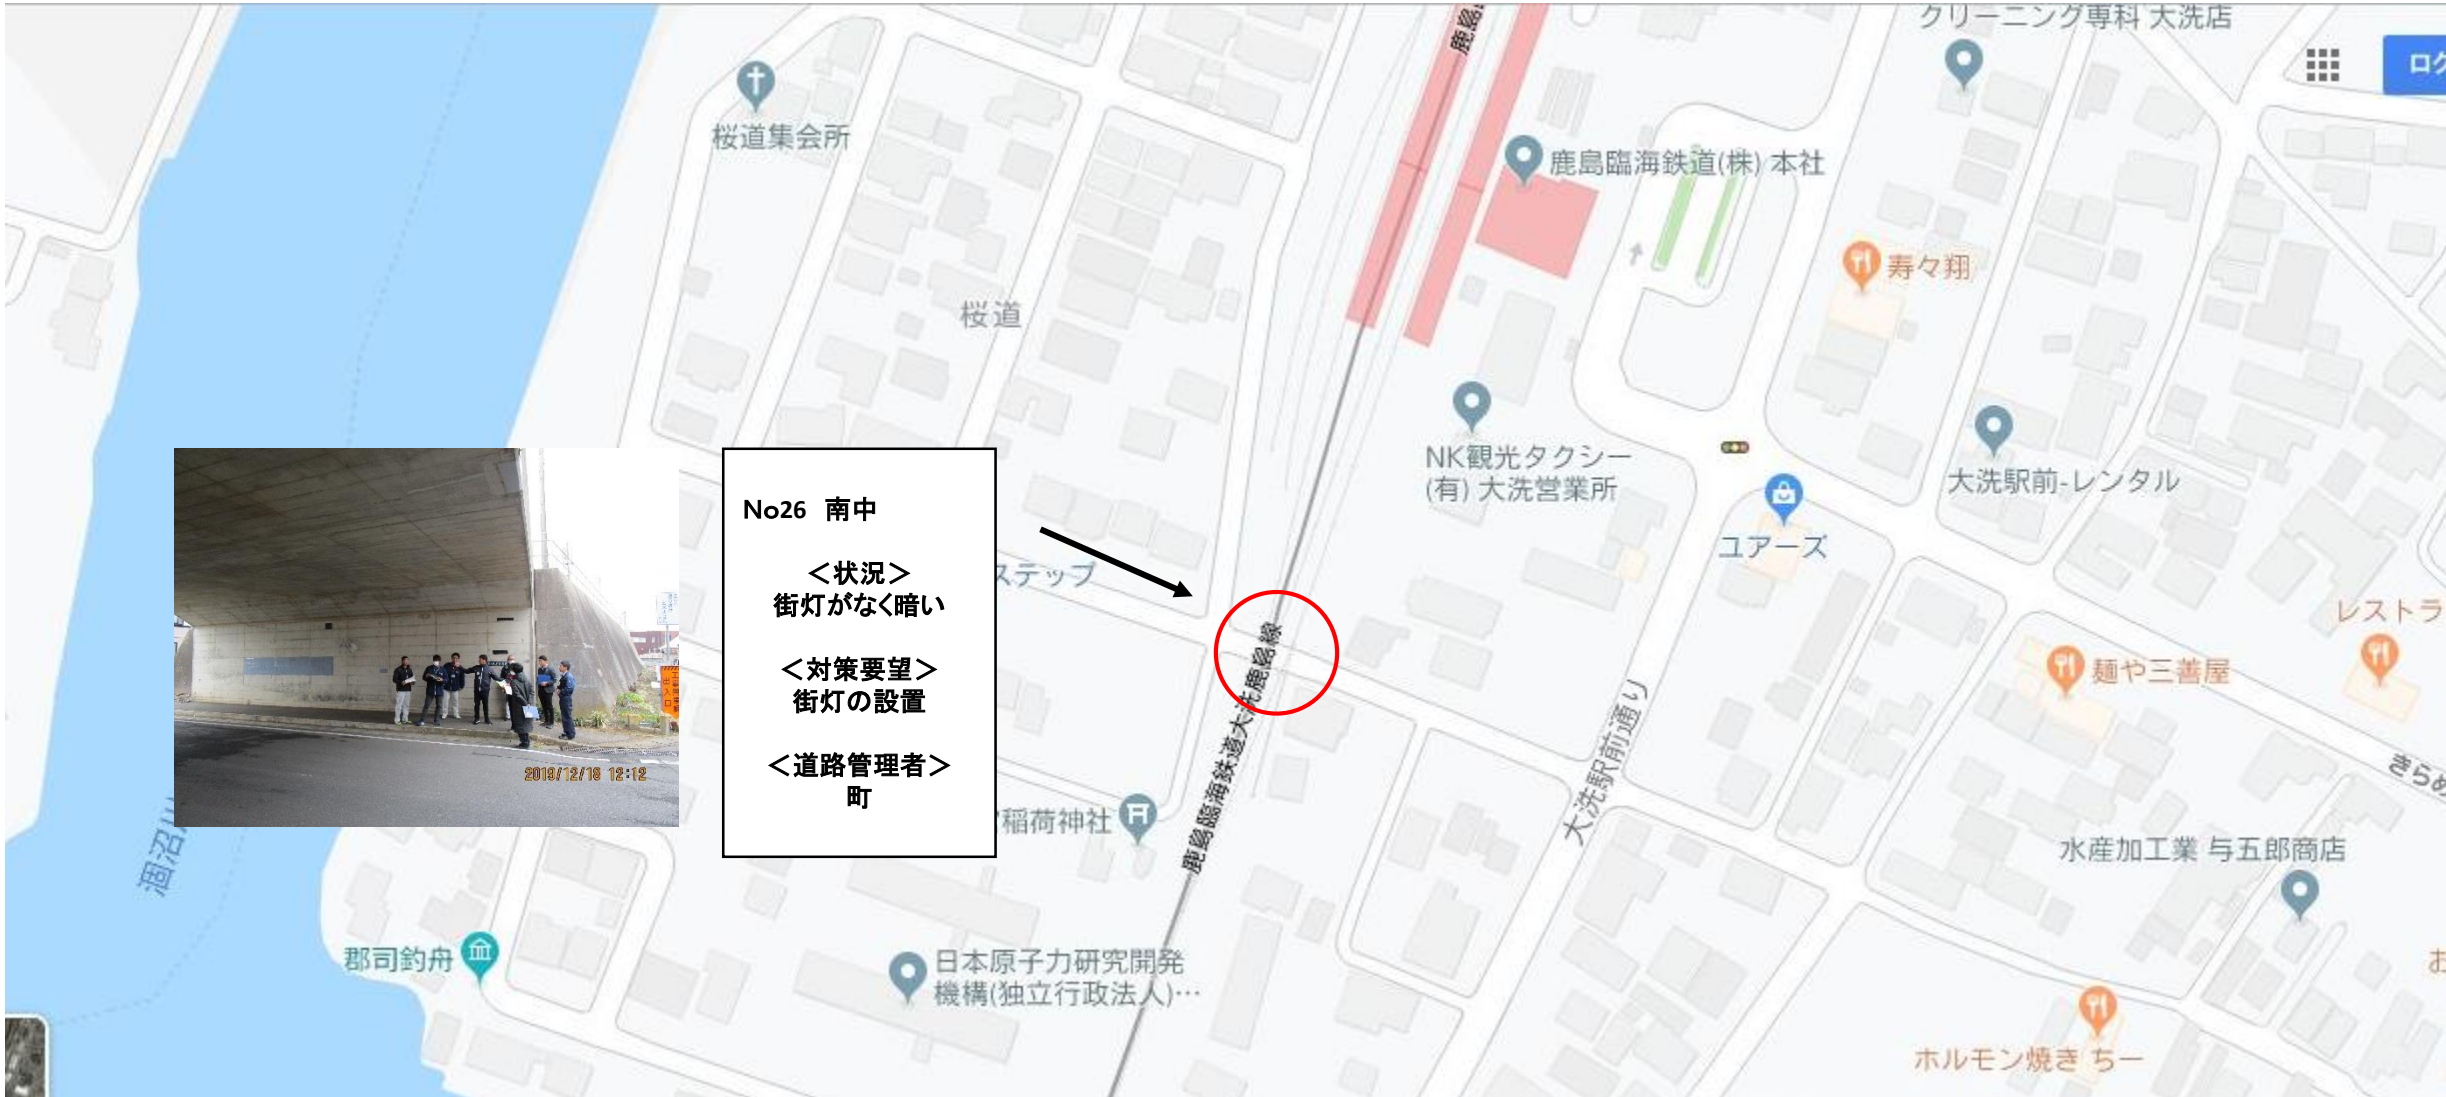 クリーニング専科 大洗店
桜道集会所
鹿島臨海鉄道(株) 本社
寿々翔
桜道
NK観光タクシー
(有) 大洗営業所
大洗駅前-レンタル
ユアーズ
No26 南中
＜状況＞
街灯がなく暗い
＜対策要望＞
街灯の設置
＜道路管理者＞
町
ステップ
2019/12/18 12:12
鹿島臨海鉄道大洗鹿島線
大洗駅前通り
レストラ
麺や三善屋
きらめ
稲荷神社
水産加工業 与五郎商店
涸沼川
郡司釣舟
日本原子力研究開発
機構(独立行政法人)…
ホルモン焼き ちー
お
ログ
鹿島